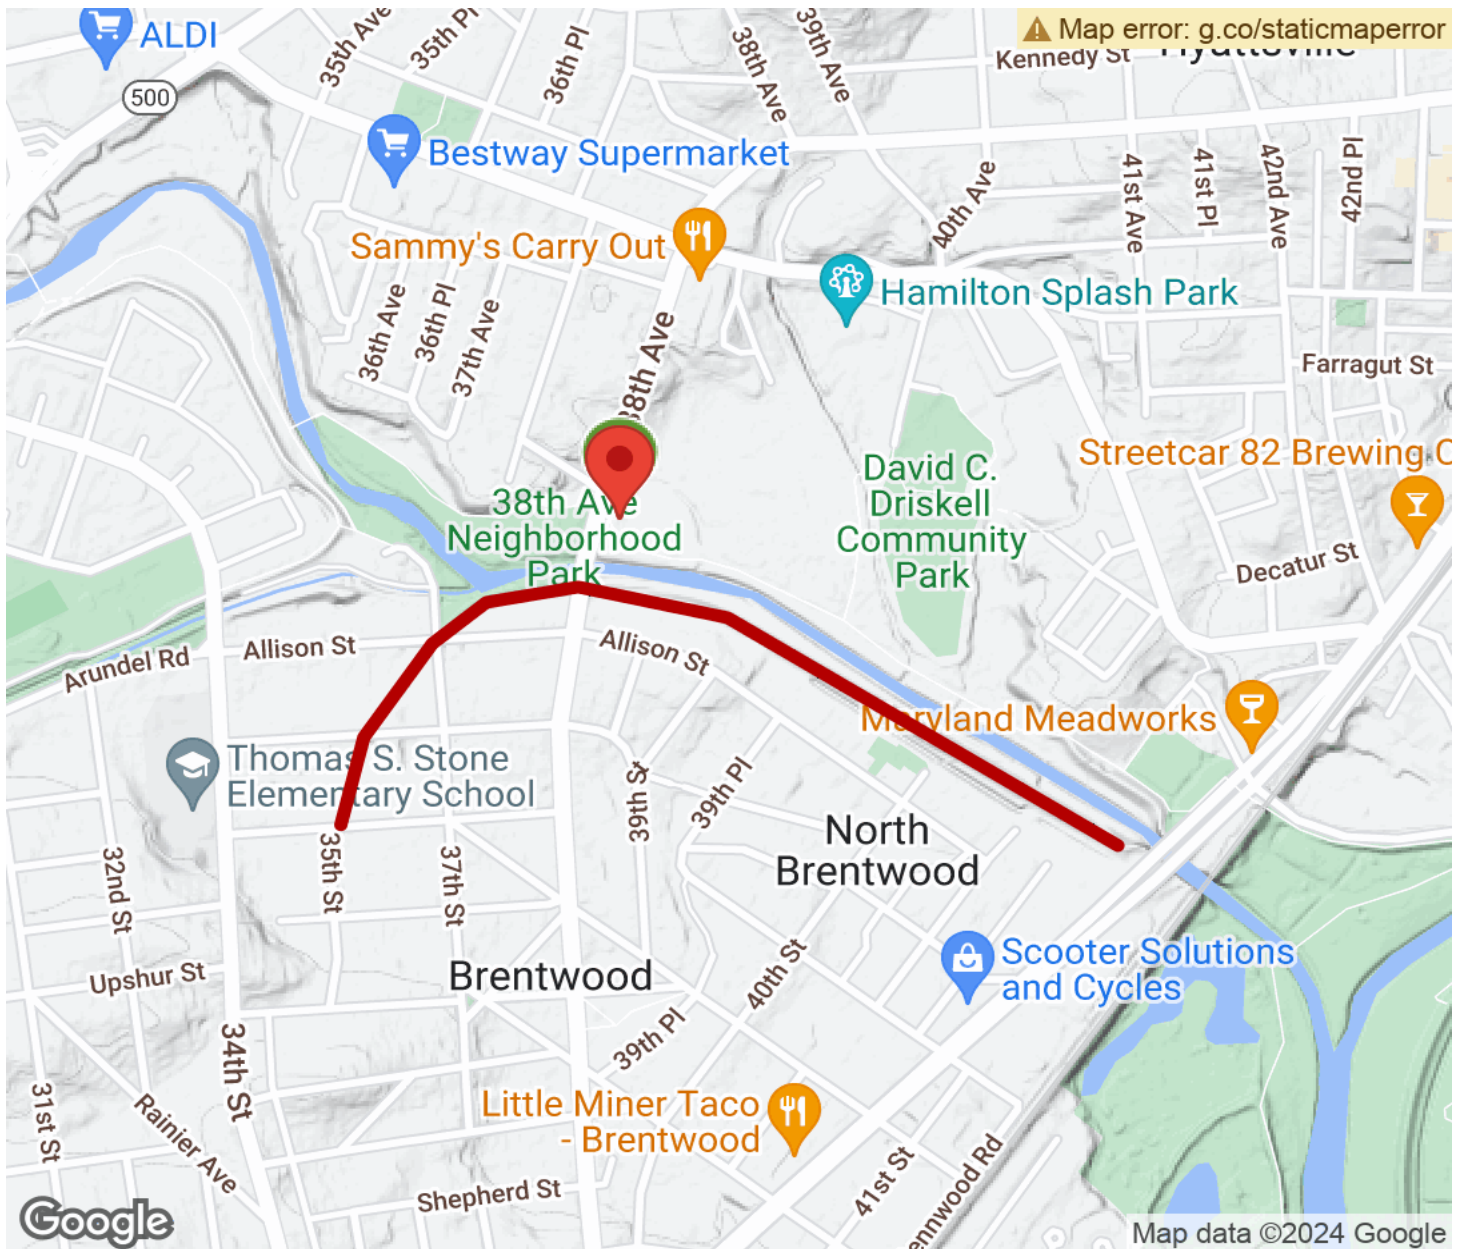 ALDI
35th Ave
35th Pl
36th Pl
38th Ave
39th Ave
Map error: g.co/staticmaperror
Kennedy St
Hyattsville
500
Bestway Supermarket
40th Ave
41st Ave
41st Pl
42nd Ave
42nd Pl
Sammy's Carry Out
Hamilton Splash Park
36th Ave
36th Pl
37th Ave
38th Ave
Farragut St
Streetcar 82 Brewing C
38th Ave
Neighborhood
Park
David C.
Driskell
Community
Park
Decatur St
Arundel Rd
Allison St
Allison St
Maryland Meadworks
Thomas S. Stone
Elementary School
39th St
39th Pl
North
Brentwood
32nd St
35th St
37th St
Upshur St
Brentwood
40th St
Scooter Solutions
and Cycles
34th St
39th Pl
31st St
Rainier Ave
Little Miner Taco
- Brentwood
Shepherd St
41st St
ennwood Rd
Google
Map data ©2024 Google